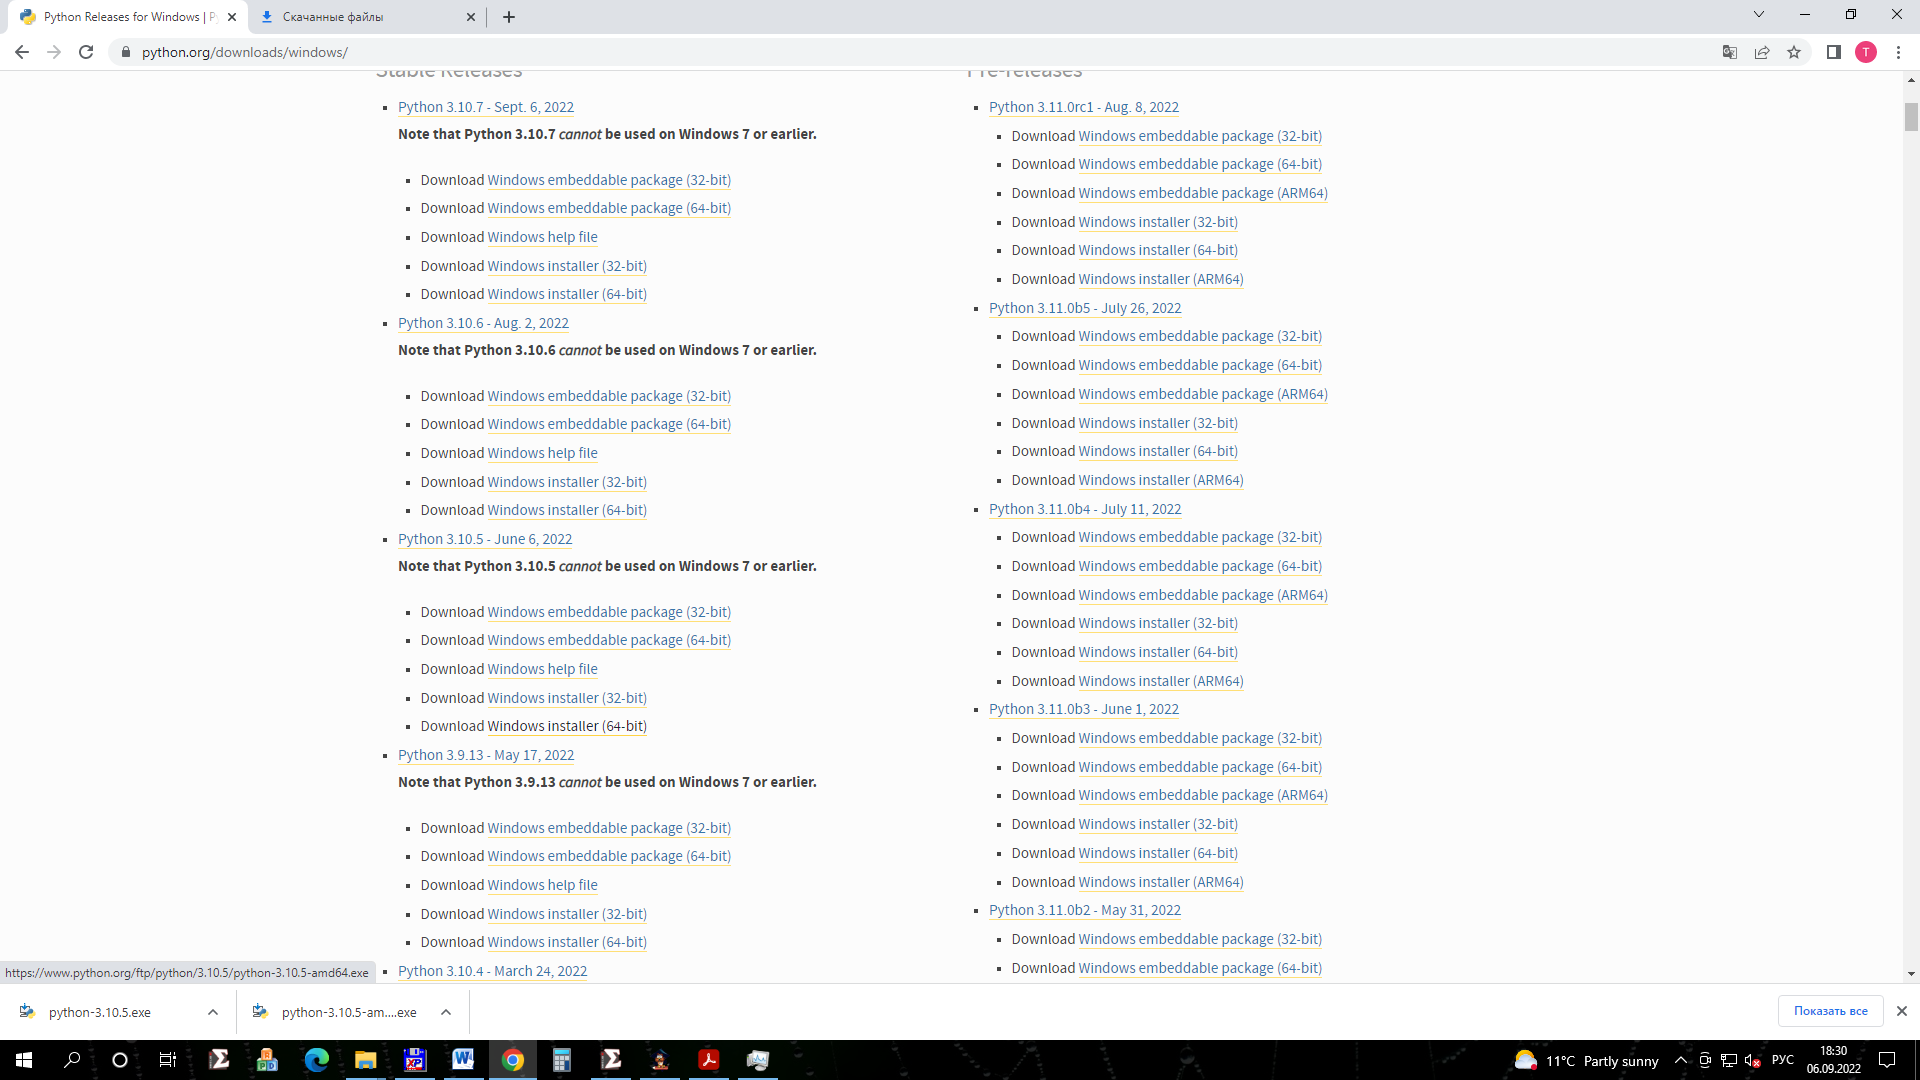 Python Releases for Windows | P
Скачанные файлы
python.org/downloads/windows/
T
Stable Releases
Python 3.10.7 - Sept. 6, 2022
Note that Python 3.10.7 cannot be used on Windows 7 or earlier.
Download Windows embeddable package (32-bit)
Download Windows embeddable package (64-bit)
Download Windows help file
Download Windows installer (32-bit)
Download Windows installer (64-bit)
Python 3.10.6 - Aug. 2, 2022
Note that Python 3.10.6 cannot be used on Windows 7 or earlier.
Download Windows embeddable package (32-bit)
Download Windows embeddable package (64-bit)
Download Windows help file
Download Windows installer (32-bit)
Download Windows installer (64-bit)
Python 3.10.5 - June 6, 2022
Note that Python 3.10.5 cannot be used on Windows 7 or earlier.
Download Windows embeddable package (32-bit)
Download Windows embeddable package (64-bit)
Download Windows help file
Download Windows installer (32-bit)
Download Windows installer (64-bit)
Python 3.9.13 - May 17, 2022
Note that Python 3.9.13 cannot be used on Windows 7 or earlier.
Download Windows embeddable package (32-bit)
Download Windows embeddable package (64-bit)
Download Windows help file
Download Windows installer (32-bit)
Download Windows installer (64-bit)
Python 3.10.4 - March 24, 2022
Pre-releases
Python 3.11.0rc1 - Aug. 8, 2022
Download Windows embeddable package (32-bit)
Download Windows embeddable package (64-bit)
Download Windows embeddable package (ARM64)
Download Windows installer (32-bit)
Download Windows installer (64-bit)
Download Windows installer (ARM64)
Python 3.11.0b5 - July 26, 2022
Download Windows embeddable package (32-bit)
Download Windows embeddable package (64-bit)
Download Windows embeddable package (ARM64)
Download Windows installer (32-bit)
Download Windows installer (64-bit)
Download Windows installer (ARM64)
Python 3.11.0b4 - July 11, 2022
Download Windows embeddable package (32-bit)
Download Windows embeddable package (64-bit)
Download Windows embeddable package (ARM64)
Download Windows installer (32-bit)
Download Windows installer (64-bit)
Download Windows installer (ARM64)
Python 3.11.0b3 - June 1, 2022
Download Windows embeddable package (32-bit)
Download Windows embeddable package (64-bit)
Download Windows embeddable package (ARM64)
Download Windows installer (32-bit)
Download Windows installer (64-bit)
Download Windows installer (ARM64)
Python 3.11.0b2 - May 31, 2022
Download Windows embeddable package (32-bit)
Download Windows embeddable package (64-bit)
https://www.python.org/ftp/python/3.10.5/python-3.10.5-amd64.exe
python-3.10.5.exe
python-3.10.5-am....exe
Показать все
11°C Partly sunny
РУС
18:30
06.09.2022